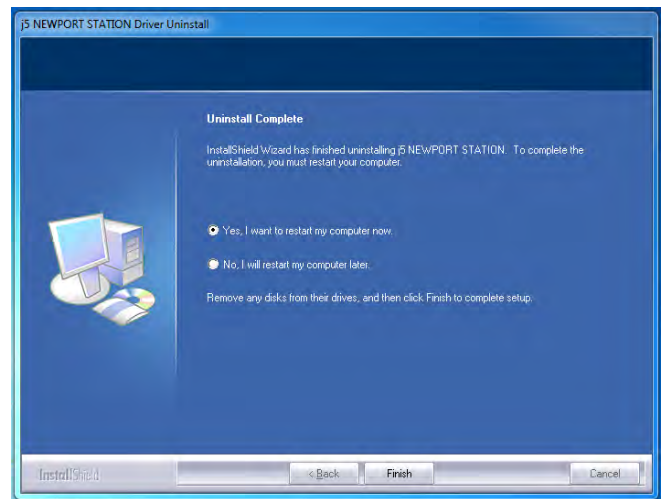 j5 NEWPORT STATION Driver Uninstall
Uninstall Complete
InstallShield Wizard has finished uninstalling j5 NEWPORT STATION. To complete the
uninstallation, you must restart your computer.
Yes, I want to restart my computer now.
No, I will restart my computer later.
Remove any disks from their drives, and then click Finish to complete setup.
InstallShield
< Back
Finish
Cancel